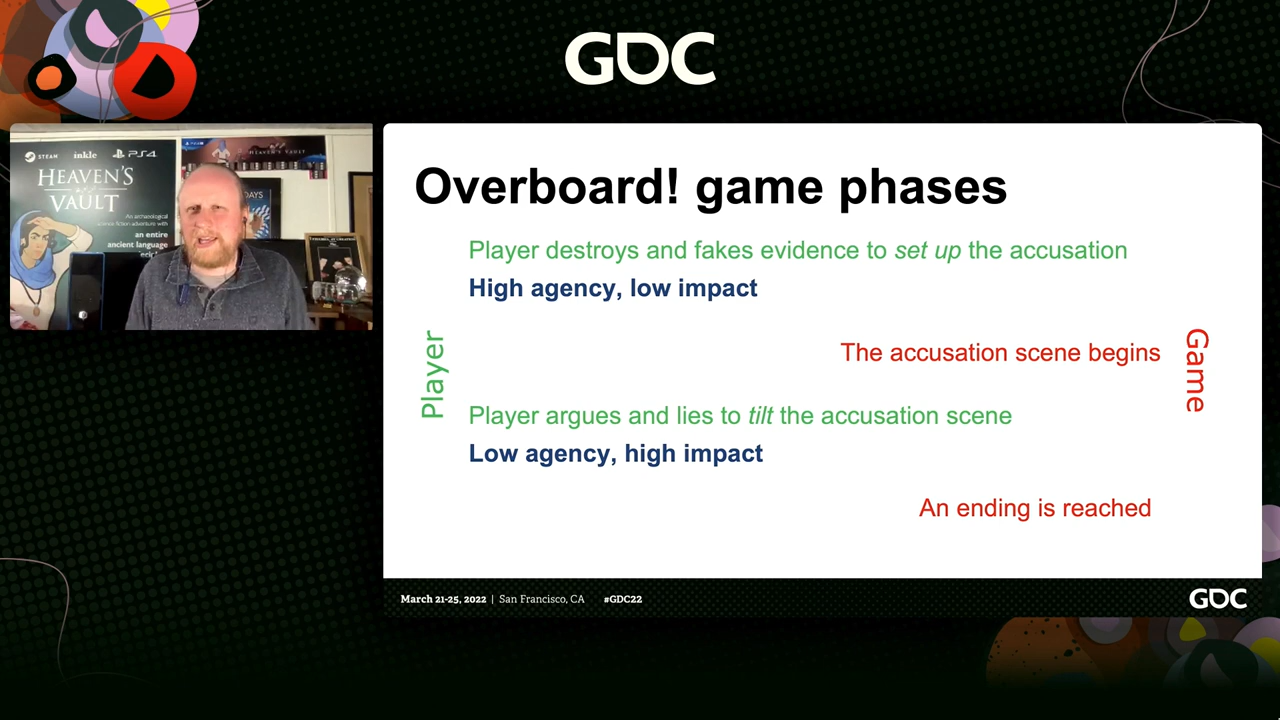 GDC
STEAM inkle PS4
HEAVEN'S
VAULT
An archaeological
science fiction adventure with
an entire
ancient language
HEAVEN'S VAULT
DAYS
Overboard! game phases
Player destroys and fakes evidence to set up the accusation
High agency, low impact
The accusation scene begins
Player
Game
Player argues and lies to tilt the accusation scene
Low agency, high impact
An ending is reached
March 21-25, 2022 | San Francisco, CA #GDC22
GDC